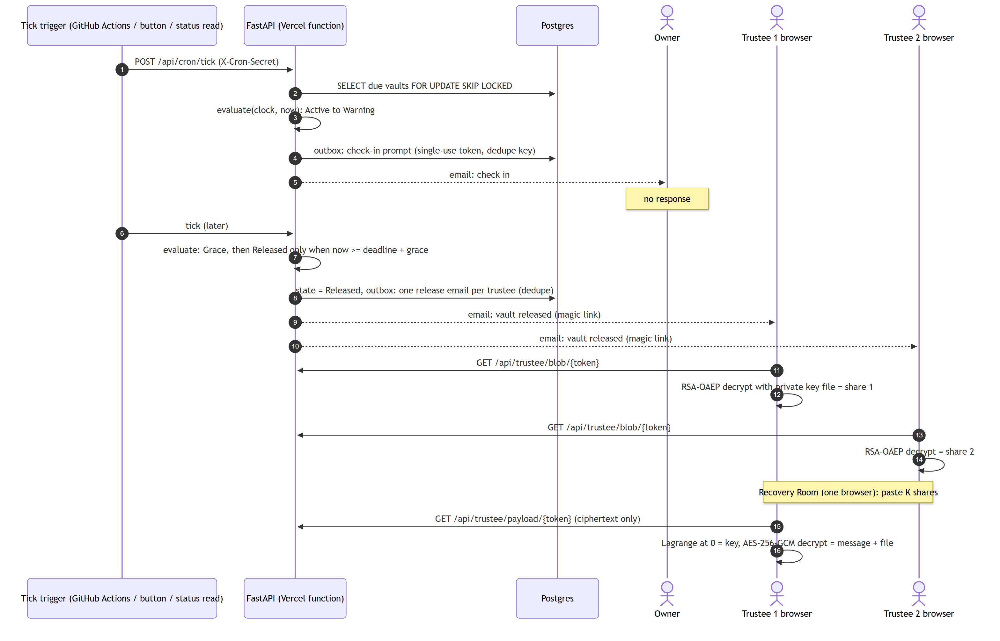 Tick trigger (GitHub Actions / button / status read)
FastAPI (Vercel function)
Postgres
Owner
Trustee 1 browser
Trustee 2 browser
POST /api/cron/tick (X-Cron-Secret)
1
SELECT due vaults FOR UPDATE SKIP LOCKED
2
evaluate(clock, now): Active to Warning
3
outbox: check-in prompt (single-use token, dedupe key)
4
email: check in
5
no response
tick (later)
6
evaluate: Grace, then Released only when now >= deadline + grace
7
state = Released, outbox: one release email per trustee (dedupe)
8
email: vault released (magic link)
9
email: vault released (magic link)
10
GET /api/trustee/blob/{token}
11
RSA-OAEP decrypt with private key file = share 1
12
GET /api/trustee/blob/{token}
13
RSA-OAEP decrypt = share 2
14
Recovery Room (one browser): paste K shares
GET /api/trustee/payload/{token} (ciphertext only)
15
Lagrange at 0 = key, AES-256-GCM decrypt = message + file
16
Tick trigger (GitHub Actions / button / status read)
FastAPI (Vercel function)
Postgres
Owner
Trustee 1 browser
Trustee 2 browser